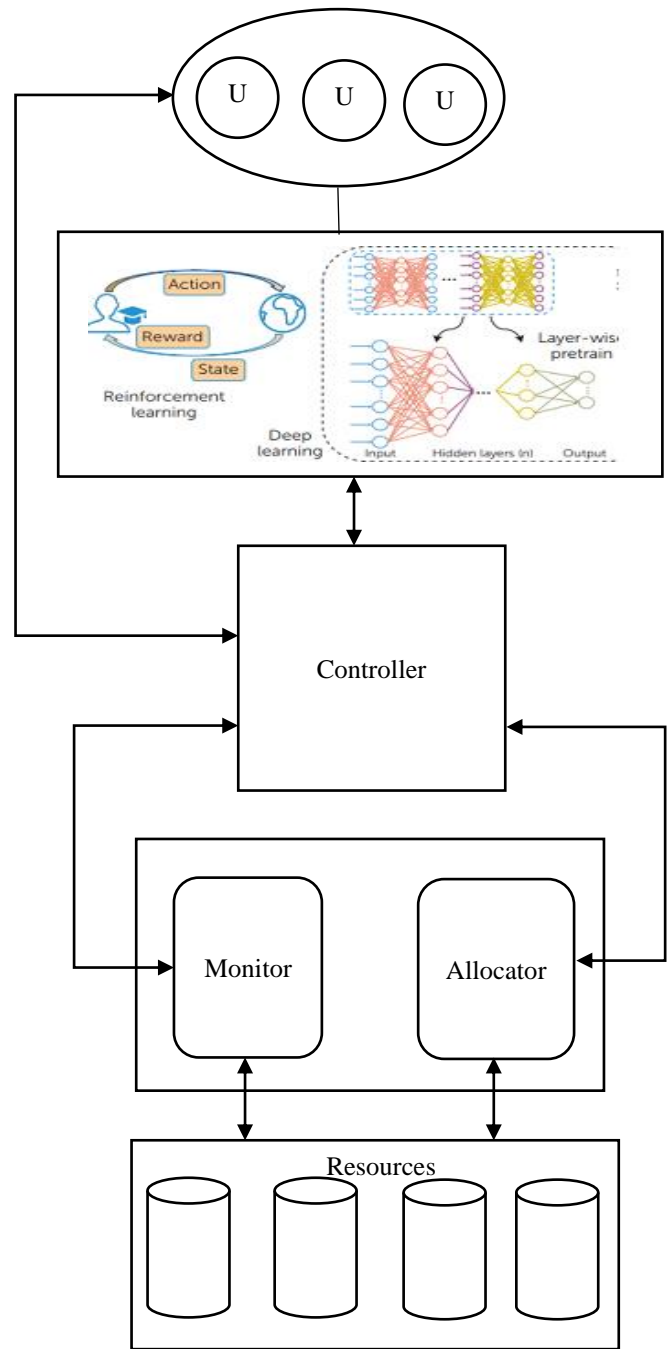 U
U
U
Action
Reward
State
Reinforcement
learning
Deep
learning
Layer-wise
pretrain
Input
Hidden layers (n)
Output
Controller
Monitor
Allocator
Resources